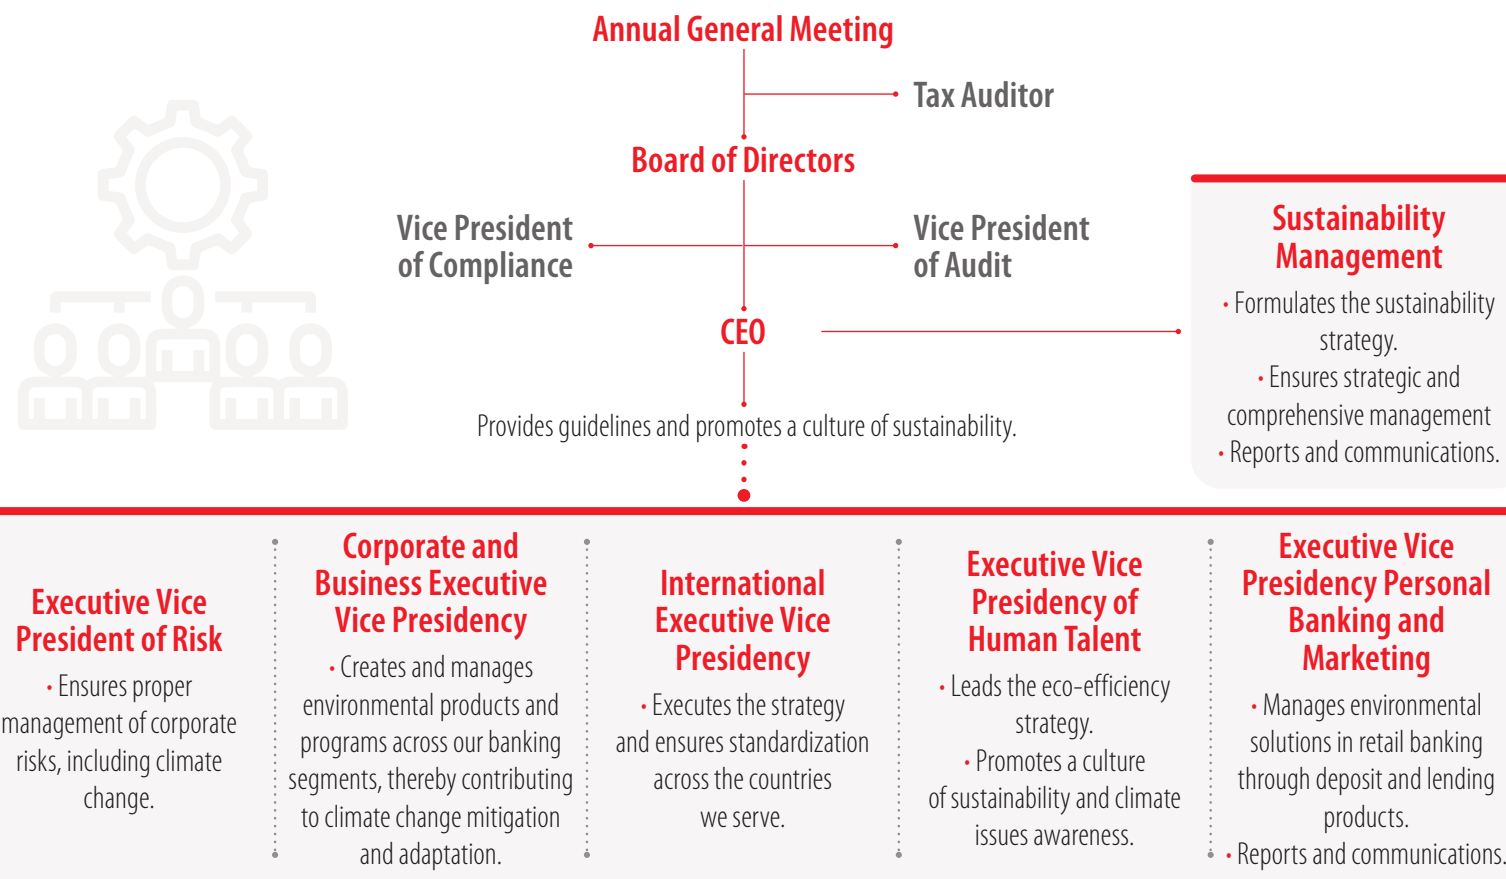 Annual General Meeting
Tax Auditor
Board of Directors
Vice President
of Compliance
Vice President
of Audit
CEO
Provides guidelines and promotes a culture of sustainability.
Sustainability
Management
• Formulates the sustainability
strategy.
• Ensures strategic and
comprehensive management
• Reports and communications.
Executive Vice
President of Risk
• Ensures proper
management of corporate
risks, including climate
change.
Corporate and
Business Executive
Vice Presidency
• Creates and manages
environmental products and
programs across our banking
segments, thereby contributing
to climate change mitigation
and adaptation.
International
Executive Vice
Presidency
• Executes the strategy
and ensures standardization
across the countries
we serve.
Executive Vice
Presidency of
Human Talent
• Leads the eco-efficiency
strategy.
• Promotes a culture
of sustainability and climate
issues awareness.
Executive Vice
Presidency Personal
Banking and
Marketing
• Manages environmental
solutions in retail banking
through deposit and lending
products.
• Reports and communications.